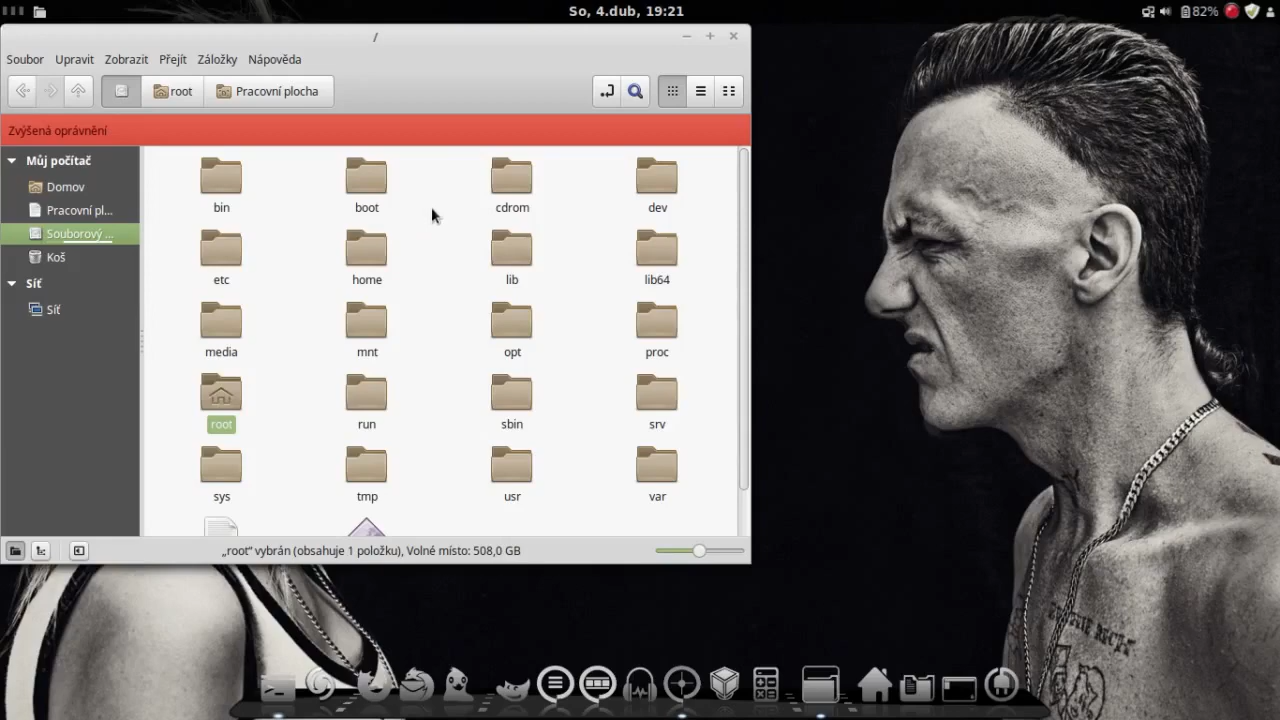 So, 4.dub, 19:21
82%
/
Soubor Upravit Zobrazit Přejít Záložky Nápověda
root Pracovní plocha
Zvýšená oprávnění
Můj počítač
Domov
Pracovní pl...
Souborový ...
Koš
Síť
Síť
bin boot cdrom dev
etc home lib lib64
media mnt opt proc
root run sbin srv
sys tmp usr var
„root“ vybrán (obsahuje 1 položku), Volné místo: 508,0 GB